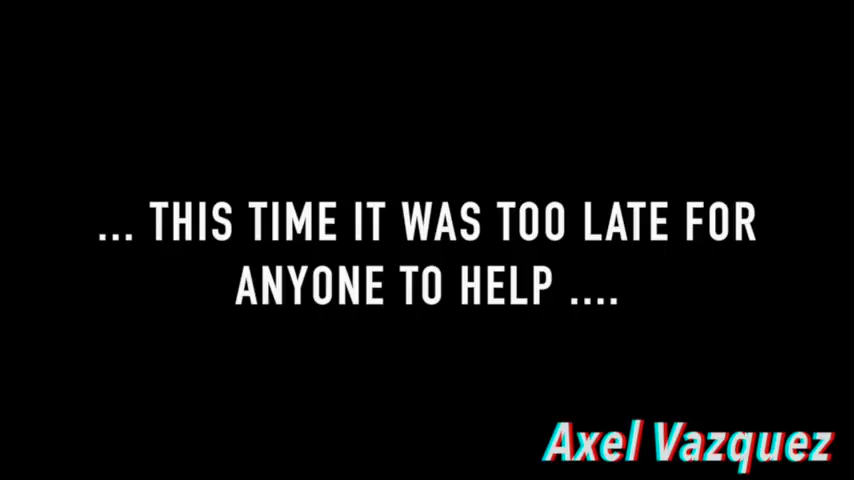 ... THIS TIME IT WAS TOO LATE FOR
ANYONE TO HELP ....
Axel Vazquez